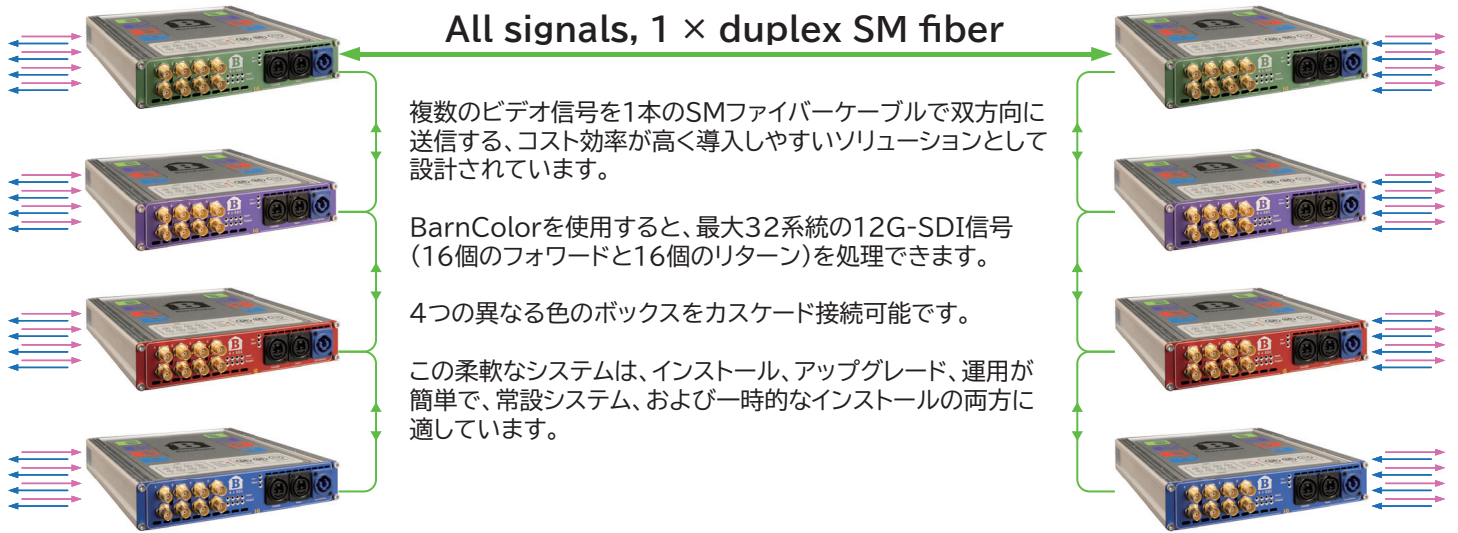 All signals, 1 × duplex SM fiber
複数のビデオ信号を1本のSMファイバーケーブルで双方向に
送信する、コスト効率が高く導入しやすいソリューションとして
設計されています。
BarnColorを使用すると、最大32系統の12G-SDI信号
（16個のフォワードと16個のリターン）を処理できます。
4つの異なる色のボックスをカスケード接続可能です。
この柔軟なシステムは、インストール、アップグレード、運用が
簡単で、常設システム、および一時的なインストールの両方に
適しています。